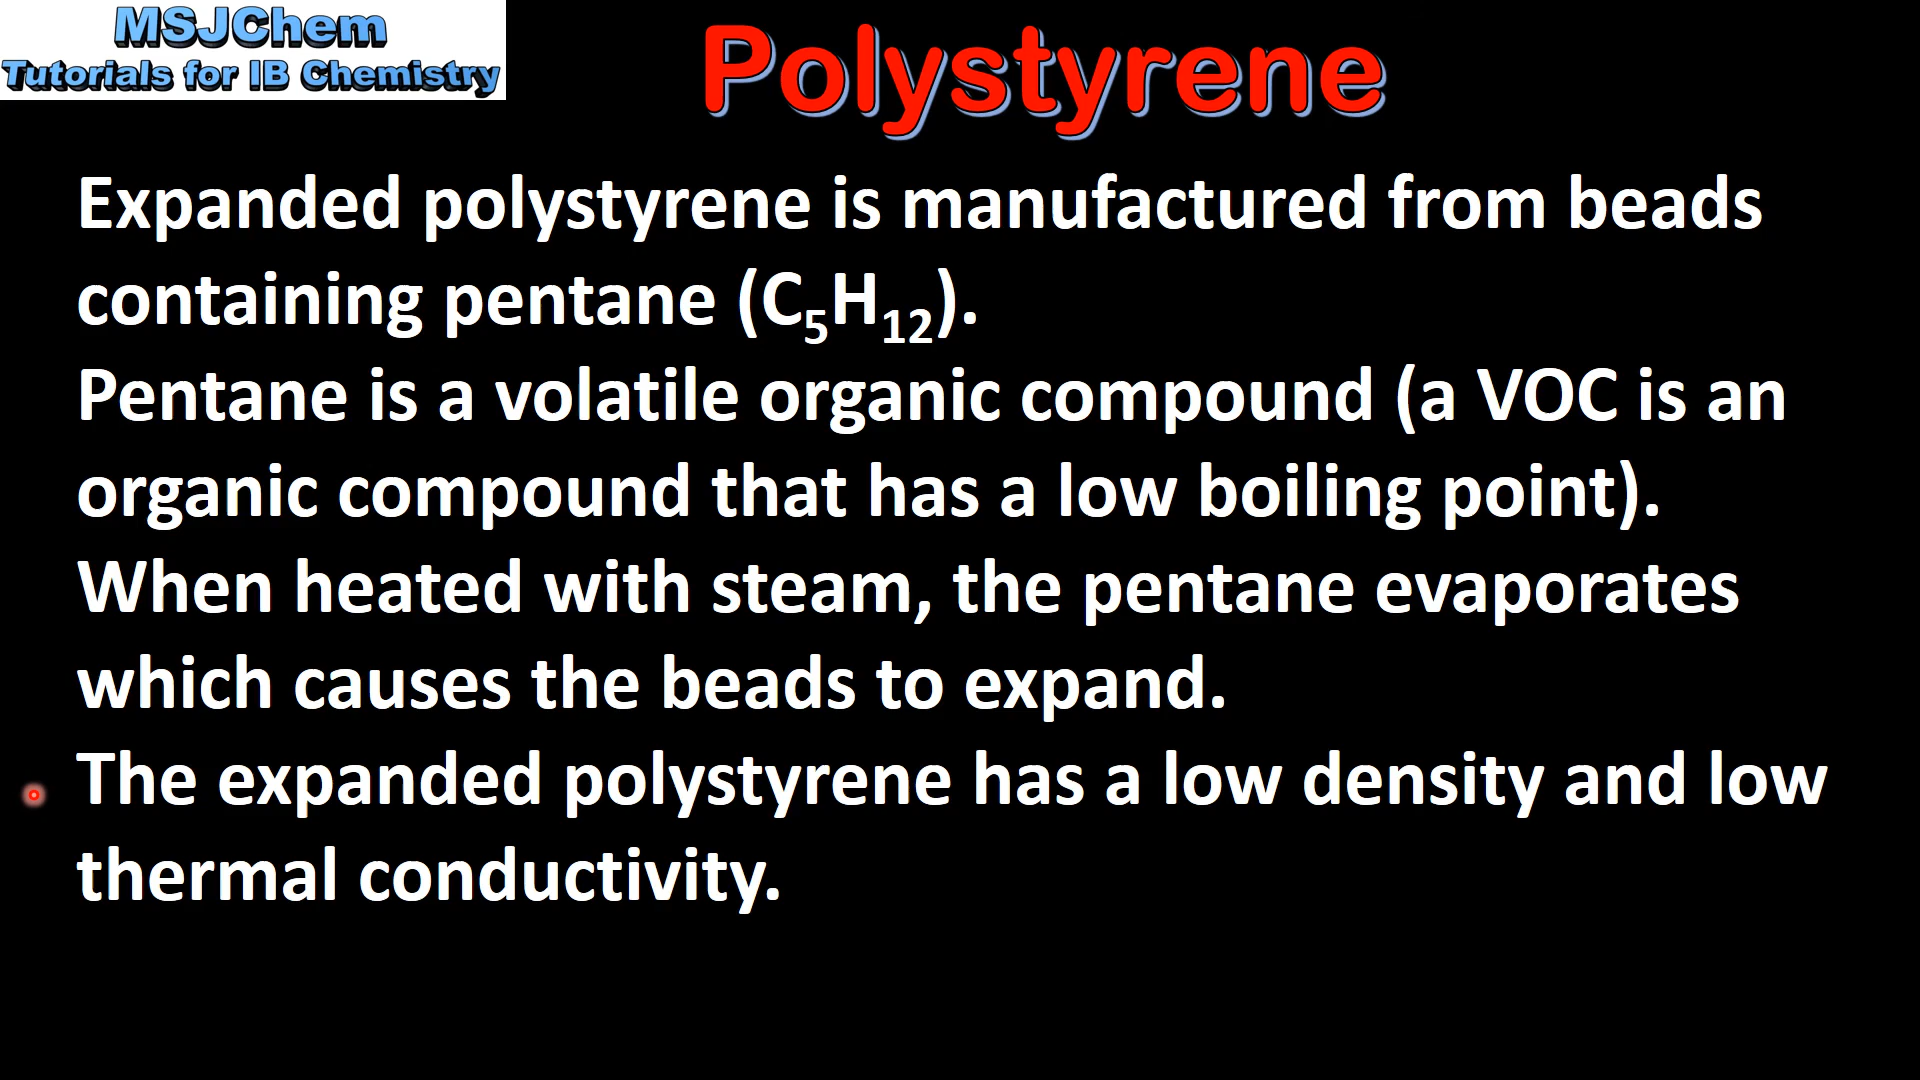 MSJChem
Tutorials for IB Chemistry
Polystyrene
Expanded polystyrene is manufactured from beads
containing pentane (C₅H₁₂).
Pentane is a volatile organic compound (a VOC is an
organic compound that has a low boiling point).
When heated with steam, the pentane evaporates
which causes the beads to expand.
The expanded polystyrene has a low density and low
thermal conductivity.